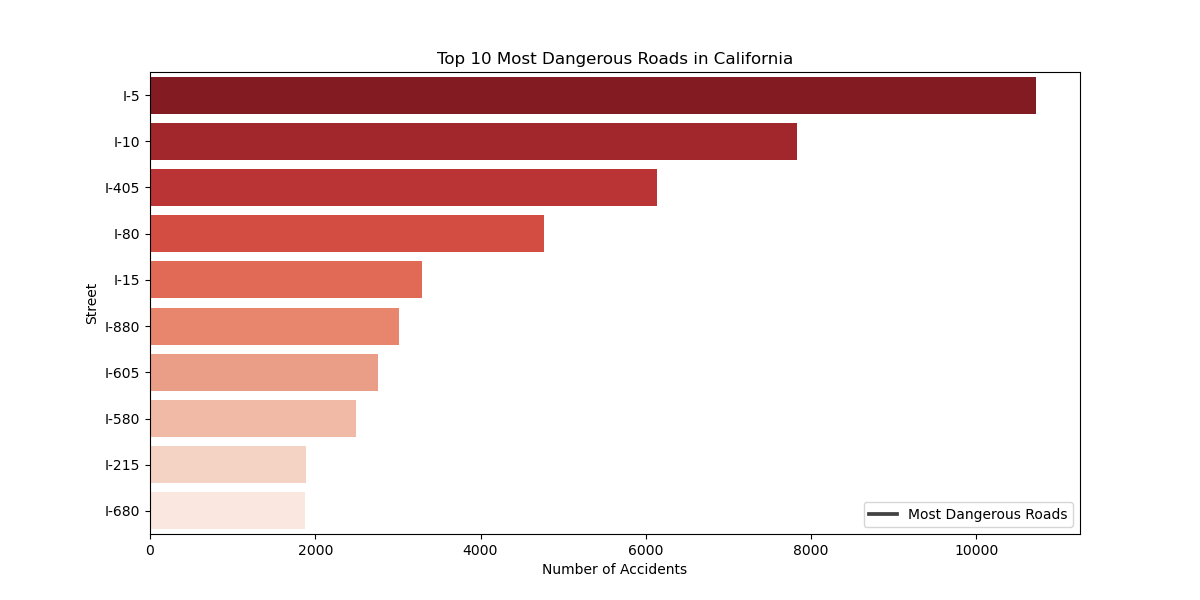 Top 10 Most Dangerous Roads in California
Street
I-5
I-10
I-405
I-80
I-15
I-880
I-605
I-580
I-215
I-680
Most Dangerous Roads
0 2000 4000 6000 8000 10000
Number of Accidents